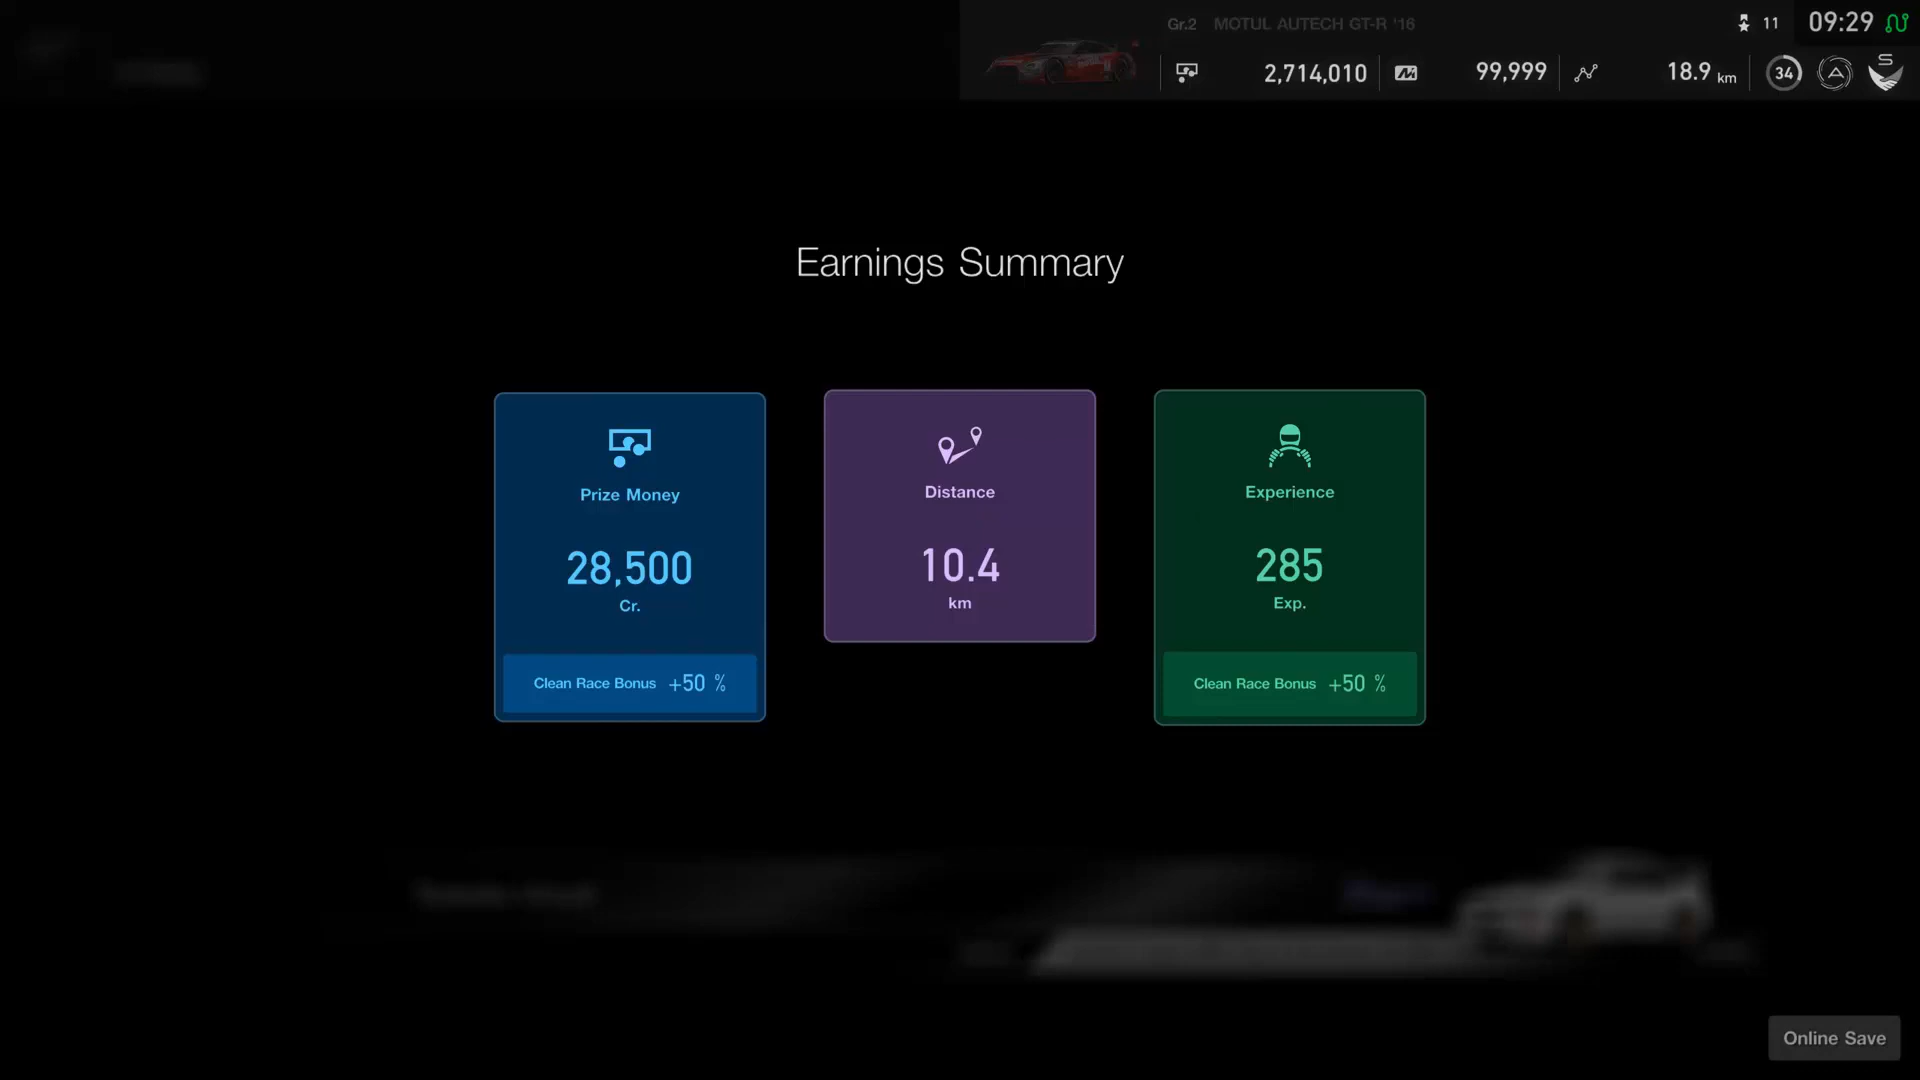 Gr.2 MOTUL AUTECH GT-R '16
11
09:29
2,714,010
99,999
18.9 km
34
A
S
Earnings Summary
Prize Money
28,500
Cr.
Clean Race Bonus +50 %
Distance
10.4
km
Experience
285
Exp.
Clean Race Bonus +50 %
Online Save